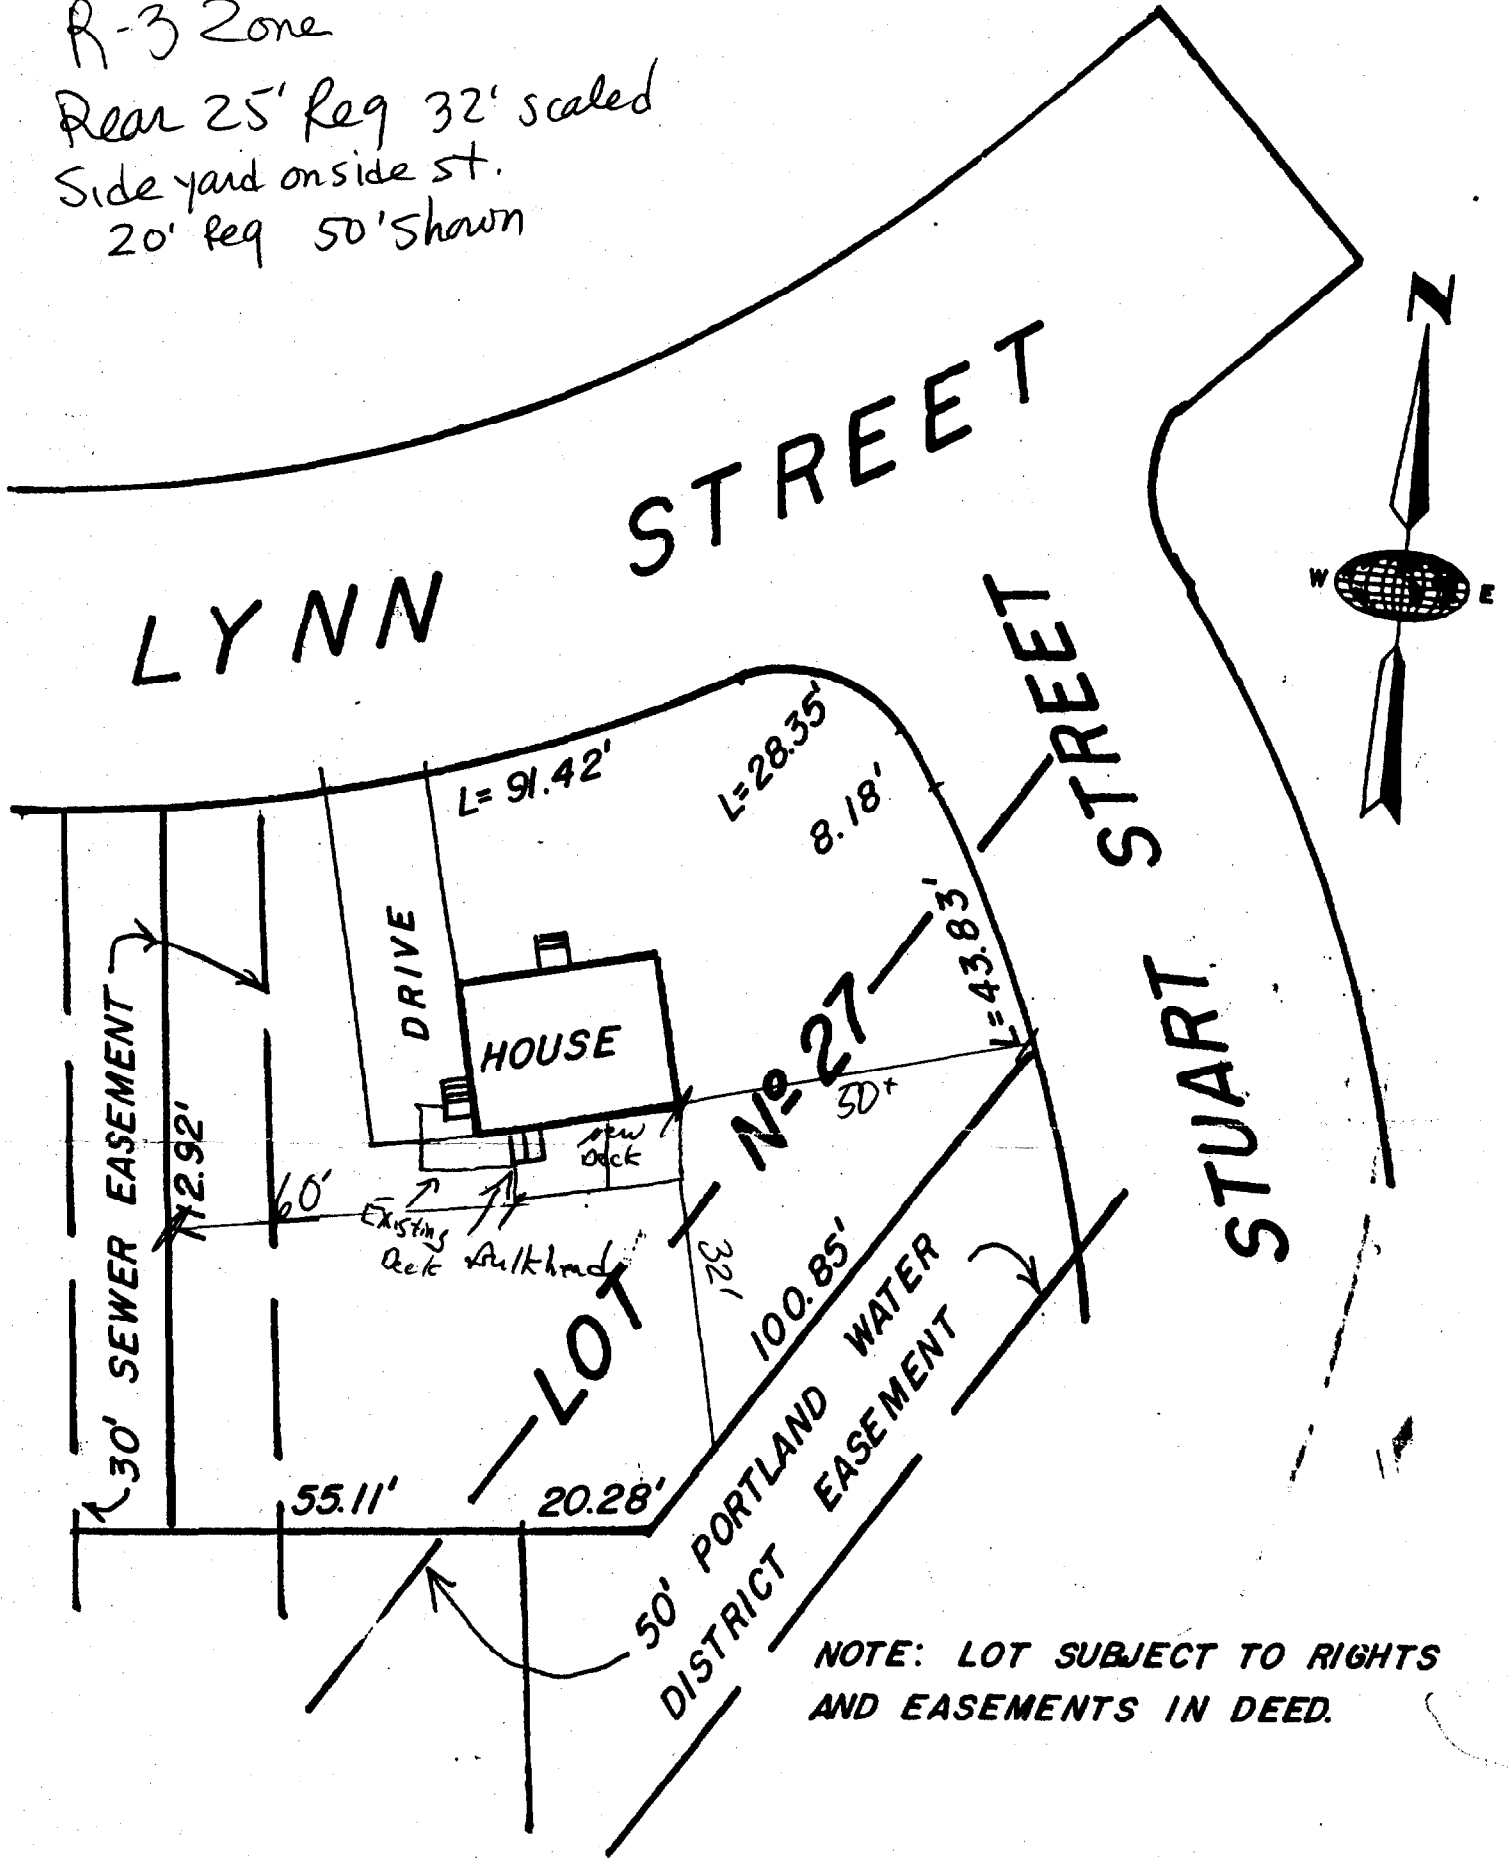 R-3 Zone
Rear 25' Req 32' scaled
Side yard on side st.
20' Req 50' Shown
N
W
E
LYNN STREET
STUART STREET
L= 91.42'
L=28.35'
8.18'
L=43.83'
DRIVE
HOUSE
LOT Nº 27
50+
new
Deck
30' SEWER EASEMENT
60'
Existing
Deck
Bulkhead
32'
100.85'
55.11'
20.28'
50' PORTLAND WATER
DISTRICT EASEMENT
NOTE: LOT SUBJECT TO RIGHTS
AND EASEMENTS IN DEED.